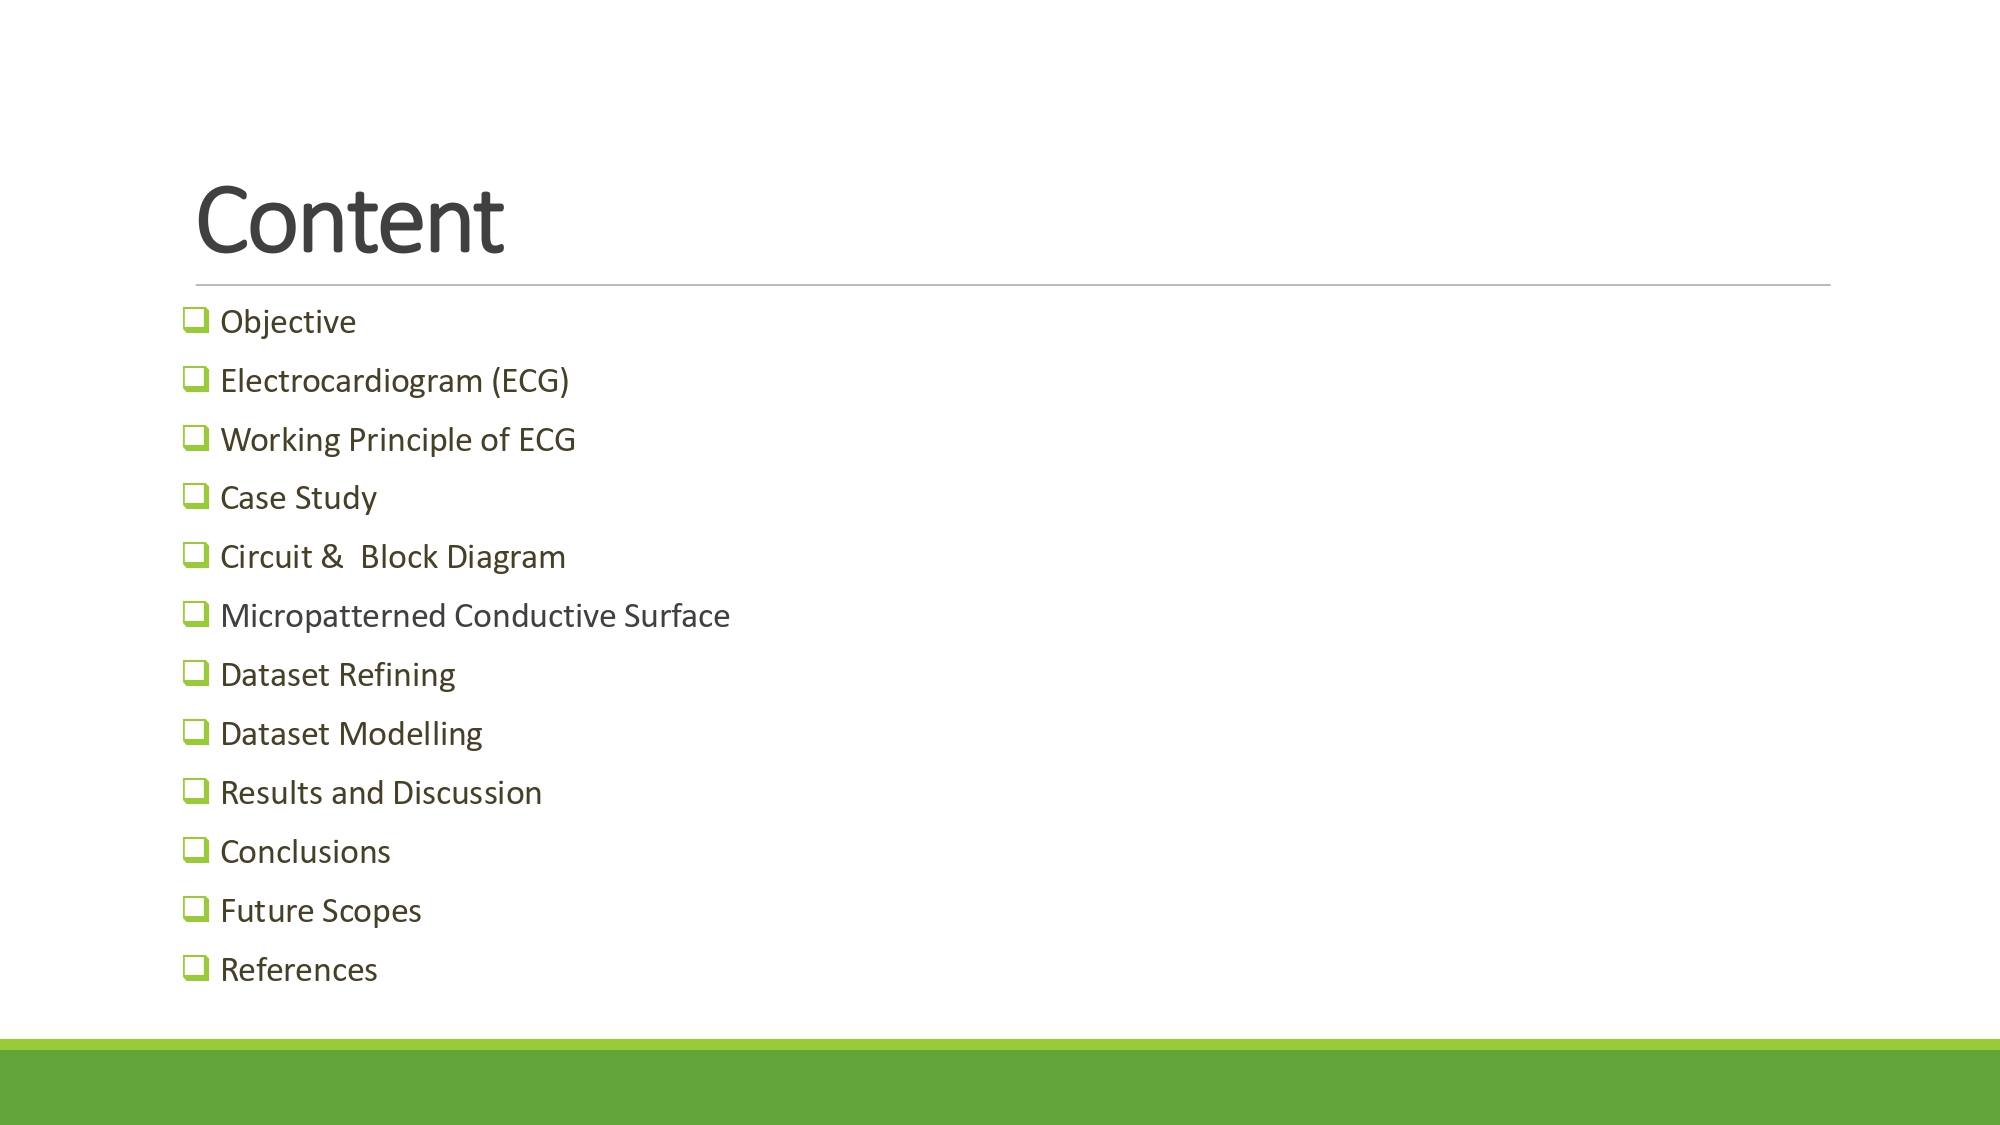 Content
Objective
Electrocardiogram (ECG)
Working Principle of ECG
Case Study
Circuit &  Block Diagram
Micropatterned Conductive Surface
Dataset Refining
Dataset Modelling
Results and Discussion
Conclusions
Future Scopes
References